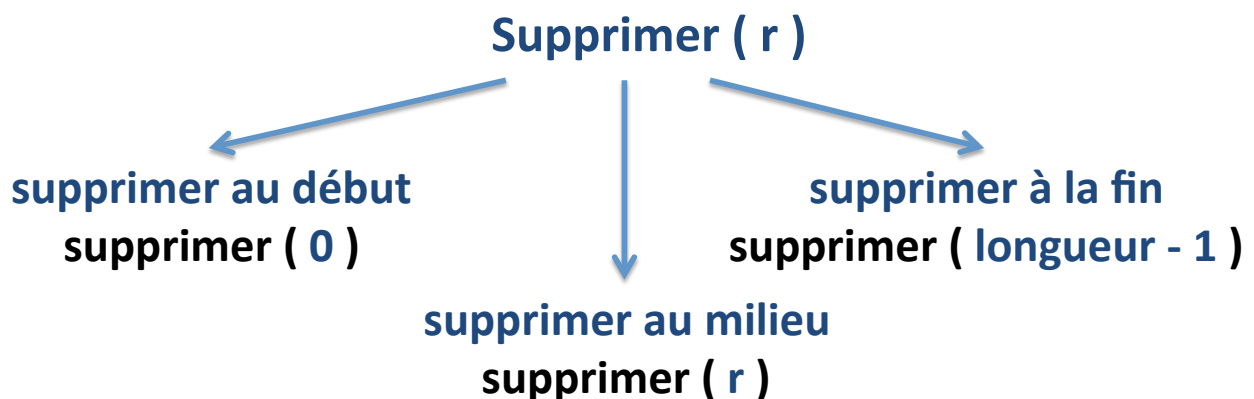 Supprimer ( r )
supprimer au début
supprimer ( 0 )
supprimer à la fin
supprimer ( longueur - 1 )
supprimer au milieu
supprimer ( r )